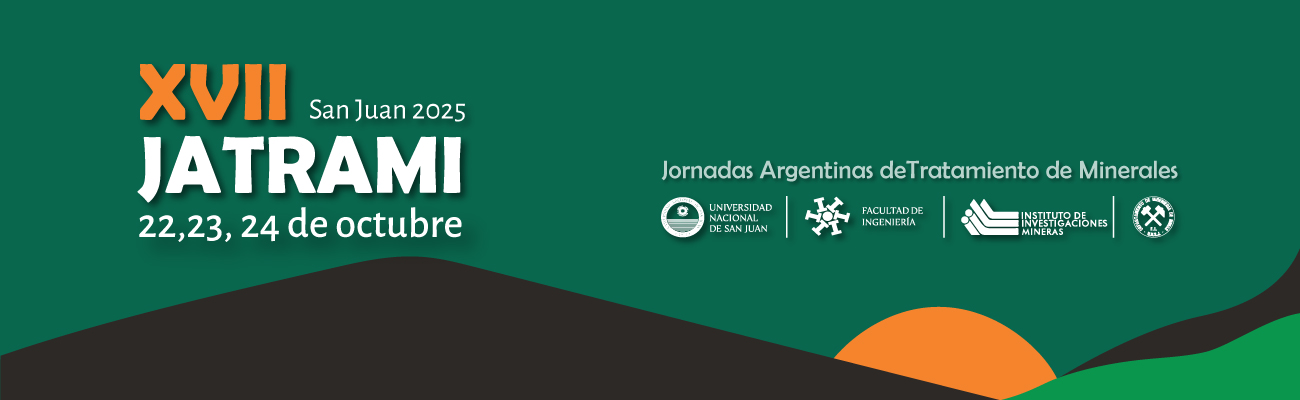 XVII San Juan 2025
JATRAMI
22,23, 24 de octubre
Jornadas Argentinas deTratamiento de Minerales
UNIVERSIDAD
NACIONAL
DE SAN JUAN
FACULTAD DE
INGENIERÍA
INSTITUTO DE
INVESTIGACIONES
MINERAS